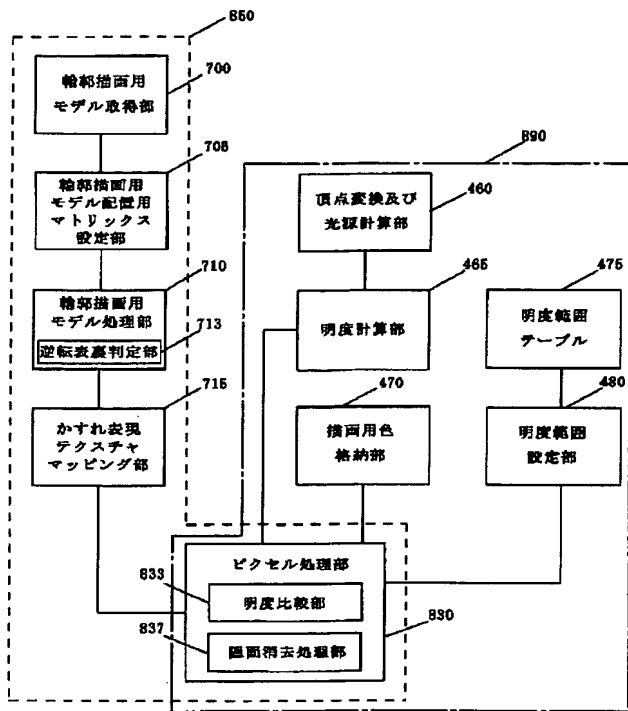 850
輪郭描画用
モデル取得部
700
輪郭描画用
モデル配置用
マトリックス
設定部
705
890
頂点変換及び
光源計算部
460
輪郭描画用
モデル処理部
710
逆転表裏判定部
713
明度計算部
465
明度範囲
テーブル
475
かすれ表現
テクスチャ
マッピング部
715
描画用色
格納部
470
明度範囲
設定部
480
ピクセル処理部
833
明度比較部
830
837
隠面消去処理部